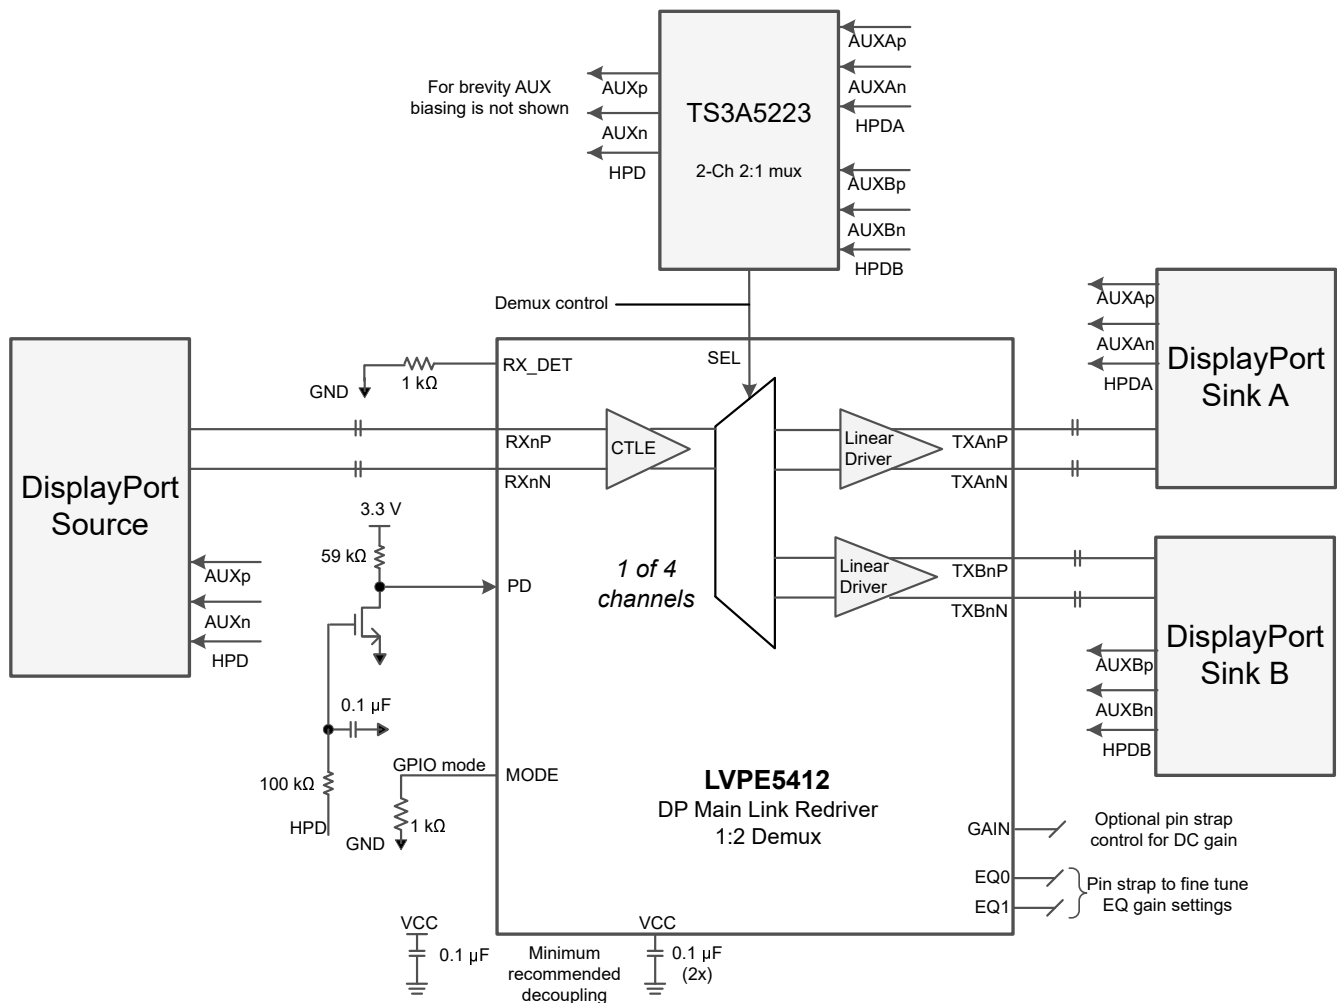 AUXAp
AUXAn
HPDA
AUXBp
AUXBn
HPDB
TS3A5223
2-Ch 2:1 mux
AUXp
AUXn
HPD
For brevity AUX
biasing is not shown
Demux control
SEL
RX_DET
1 kΩ
GND
RXnP
RXnN
CTLE
Linear
Driver
TXAnP
TXAnN
Linear
Driver
TXBnP
TXBnN
DisplayPort
Source
AUXp
AUXn
HPD
AUXAp
AUXAn
HPDA
DisplayPort
Sink A
DisplayPort
Sink B
AUXBp
AUXBn
HPDB
3.3 V
59 kΩ
PD
1 of 4
channels
0.1 µF
100 kΩ
HPD
GPIO mode
MODE
1 kΩ
GND
LVPE5412
DP Main Link Redriver
1:2 Demux
GAIN
Optional pin strap
control for DC gain
EQ0
EQ1
Pin strap to fine tune
EQ gain settings
VCC
0.1 µF
Minimum
recommended
decoupling
VCC
0.1 µF
(2x)